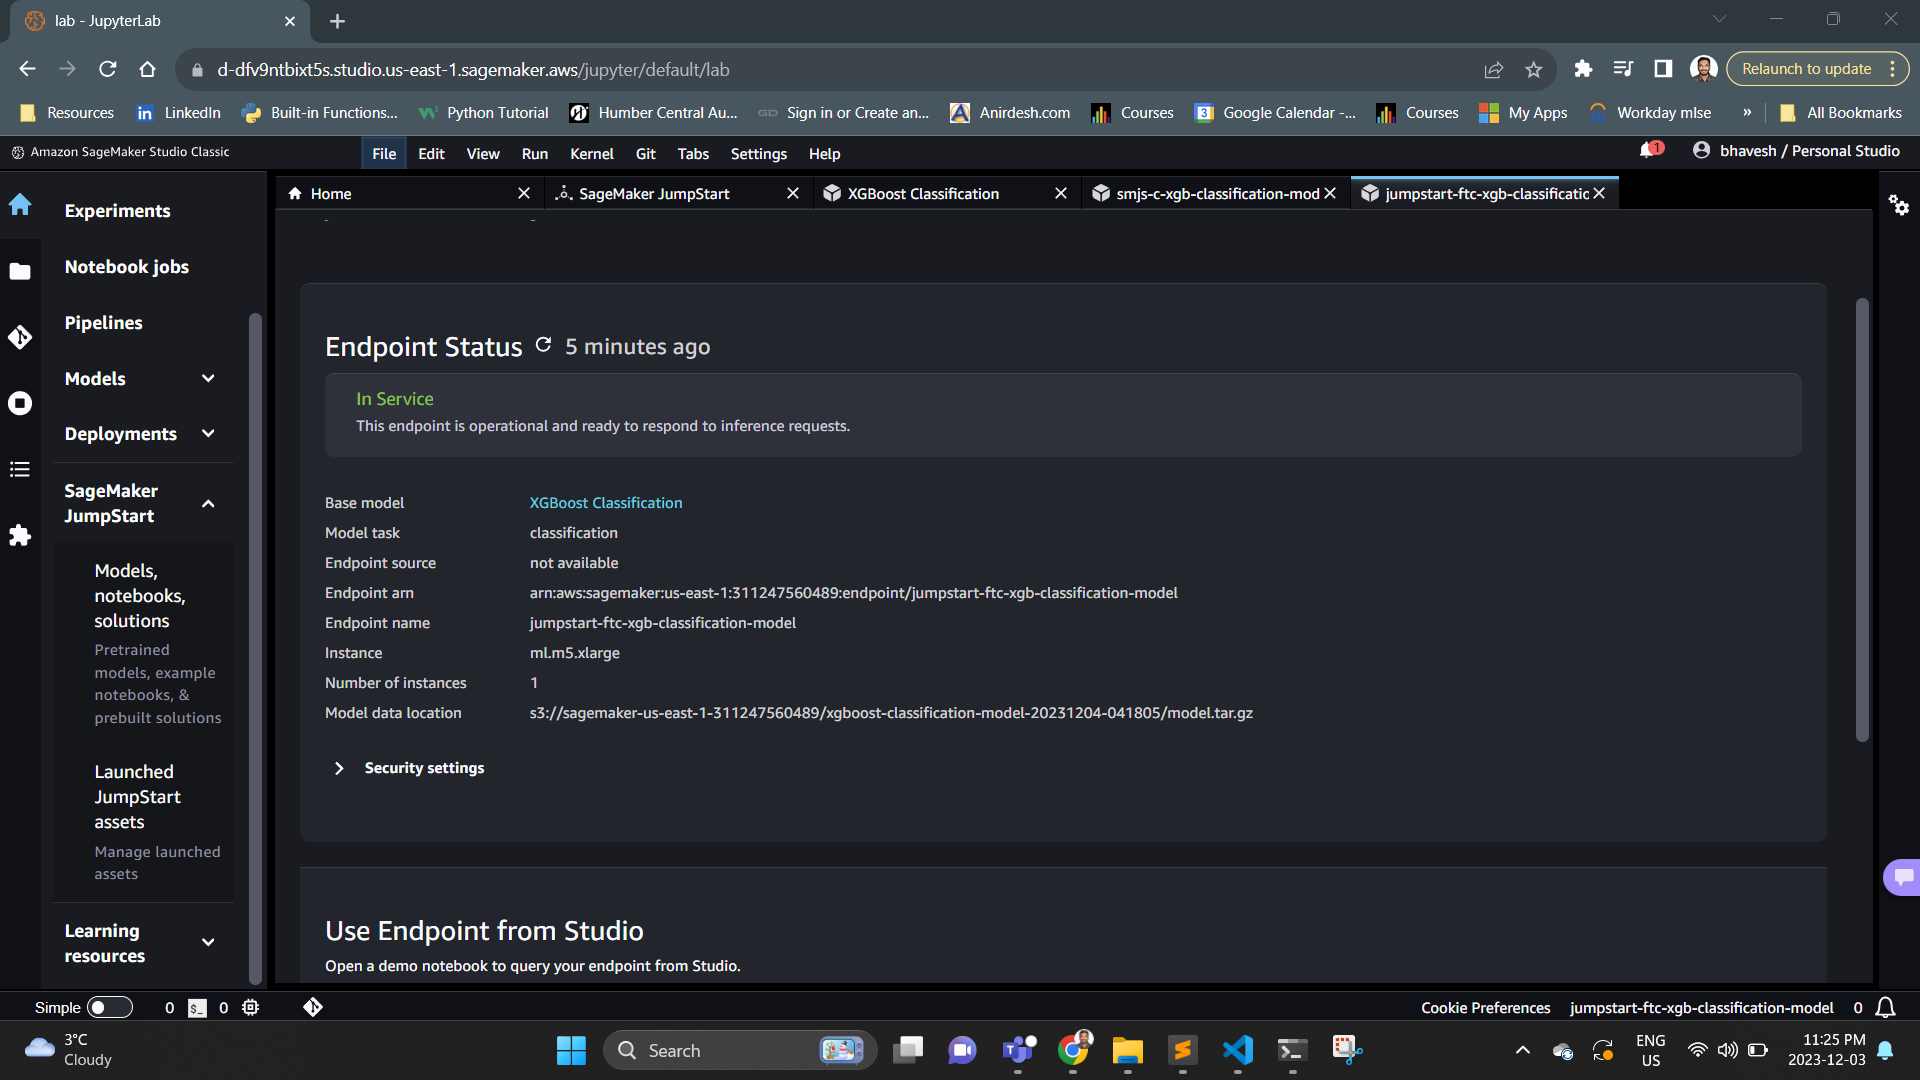 lab - JupyterLab
d-dfv9ntbixt5s.studio.us-east-1.sagemaker.aws/jupyter/default/lab
Relaunch to update
Resources LinkedIn Built-in Functions... Python Tutorial Humber Central Au... Sign in or Create an... Anirdesh.com Courses Google Calendar -... Courses My Apps Workday mlse » All Bookmarks
Amazon SageMaker Studio Classic
File Edit View Run Kernel Git Tabs Settings Help
1
bhavesh / Personal Studio
Home
SageMaker JumpStart
XGBoost Classification
smjs-c-xgb-classification-mod
jumpstart-ftc-xgb-classificatic
Experiments
Notebook jobs
Pipelines
Models
Deployments
SageMaker
JumpStart
Models,
notebooks,
solutions
Pretrained
models, example
notebooks, &
prebuilt solutions
Launched
JumpStart
assets
Manage launched
assets
Learning
resources
Endpoint Status 5 minutes ago
In Service
This endpoint is operational and ready to respond to inference requests.
Base model XGBoost Classification
Model task classification
Endpoint source not available
Endpoint arn arn:aws:sagemaker:us-east-1:311247560489:endpoint/jumpstart-ftc-xgb-classification-model
Endpoint name jumpstart-ftc-xgb-classification-model
Instance ml.m5.xlarge
Number of instances 1
Model data location s3://sagemaker-us-east-1-311247560489/xgboost-classification-model-20231204-041805/model.tar.gz
Security settings
Use Endpoint from Studio
Open a demo notebook to query your endpoint from Studio.
Simple 0 $_ 0
Cookie Preferences jumpstart-ftc-xgb-classification-model 0
3°C
Cloudy
Search
ENG
US
11:25 PM
2023-12-03